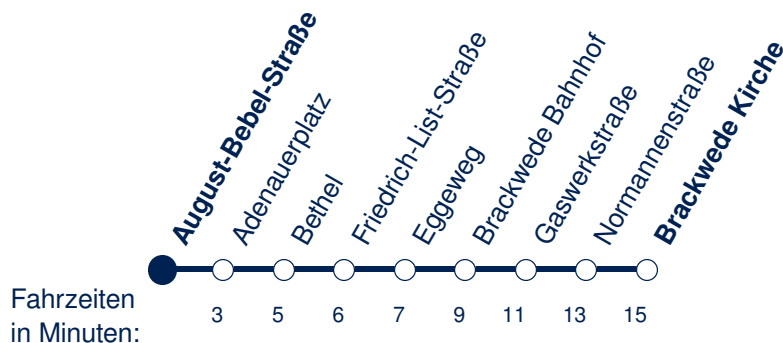 August-Bebel-Straße
Adenauerplatz
Bethel
Friedrich-List-Straße
Eggeweg
Brackwede Bahnhof
Gaswerkstraße
Normannenstraße
Brackwede Kirche
Fahrzeiten
in Minuten:
3 5 6 7 9 11 13 15